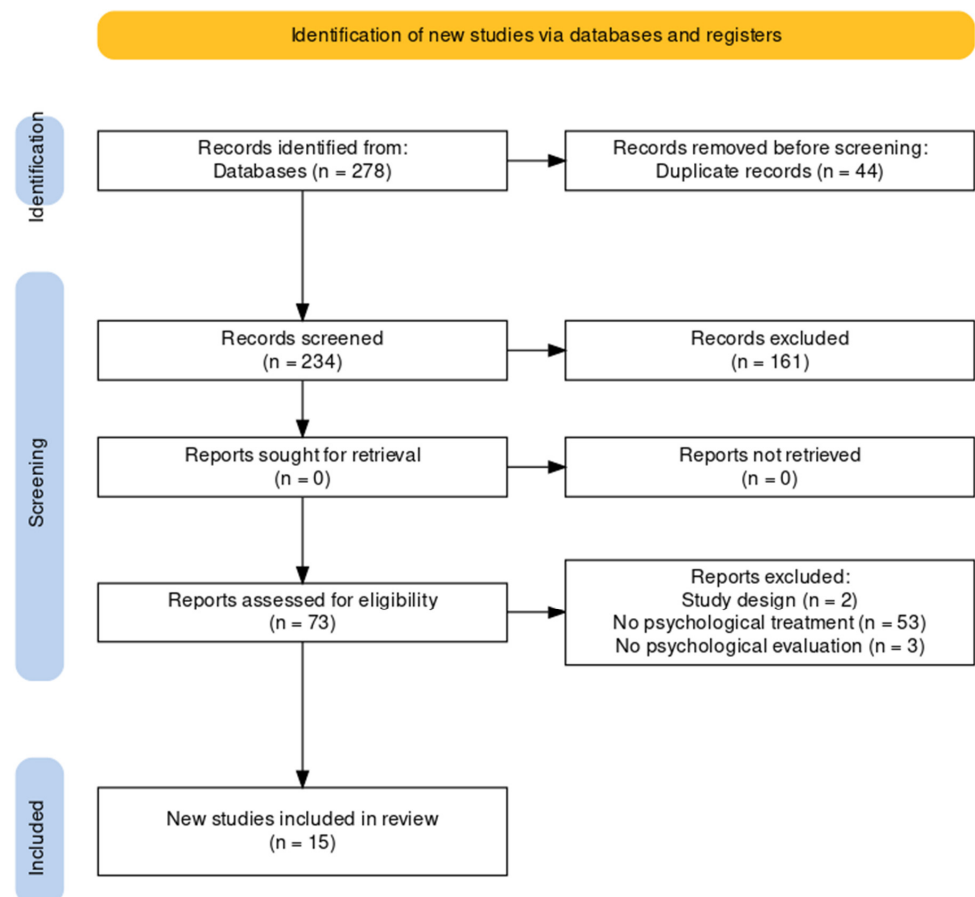 Identification of new studies via databases and registers
Identification
Records identified from:
Databases (n = 278)
Records removed before screening:
Duplicate records (n = 44)
Screening
Records screened
(n = 234)
Records excluded
(n = 161)
Reports sought for retrieval
(n = 0)
Reports not retrieved
(n = 0)
Reports assessed for eligibility
(n = 73)
Reports excluded:
Study design (n = 2)
No psychological treatment (n = 53)
No psychological evaluation (n = 3)
Included
New studies included in review
(n = 15)